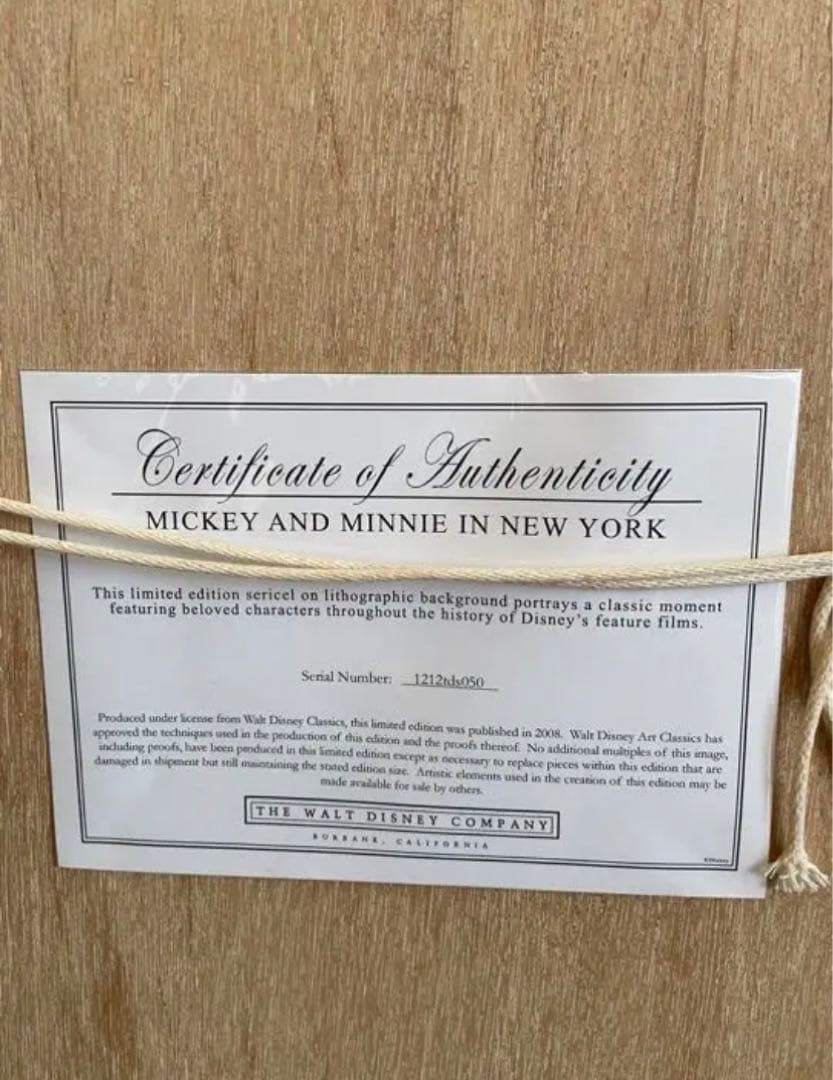 Certificate of Authenticity
MICKEY AND MINNIE IN NEW YORK
This limited edition sericel on lithographic background portrays a classic moment
featuring beloved characters throughout the history of Disney's feature films.
Serial Number: 1212tds050
Produced under license from Walt Disney Classics, this limited edition was published in 2008. Walt Disney Art Classics has
approved the techniques used in the production of this edition and the proofs thereof. No additional multiples of this image,
including proofs, have been produced in this limited edition except as necessary to replace pieces within this edition that are
damaged in shipment but still maintaining the stated edition size. Artistic elements used in the creation of this edition may be
made available for sale by others.
THE WALT DISNEY COMPANY
BURBANK, CALIFORNIA
©Disney